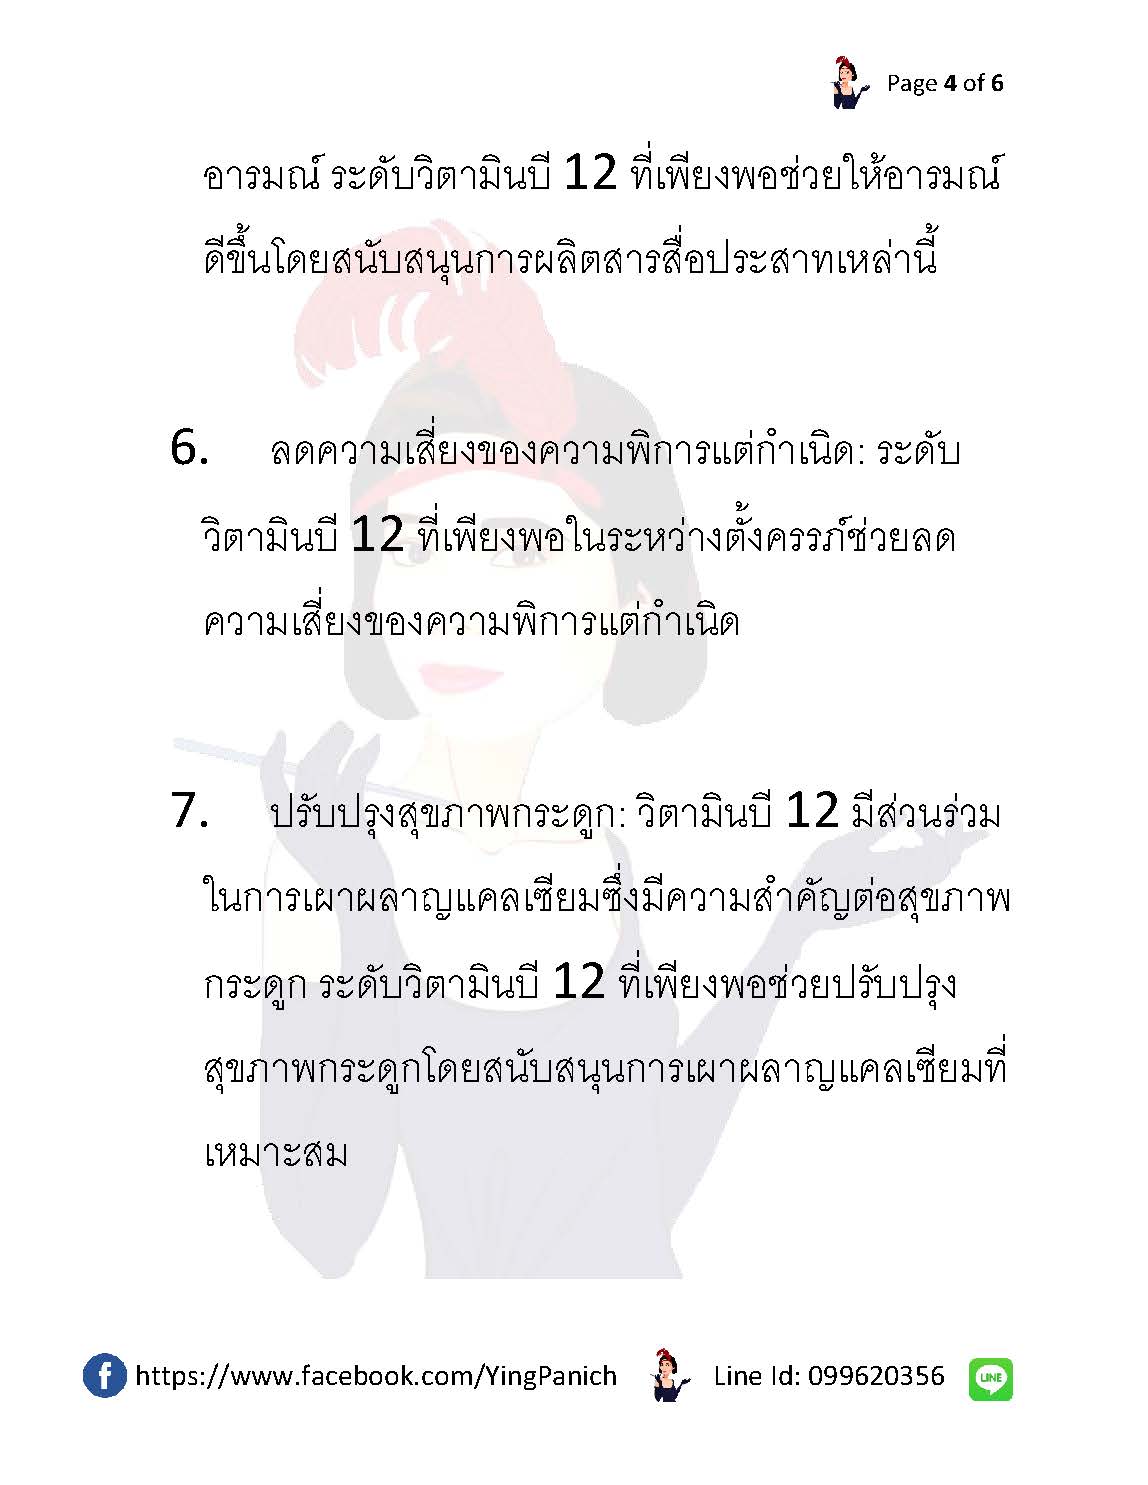 Page 4 of 6
อารมณ์ ระดับวิตามินบี 12 ที่เพียงพอช่วยให้อารมณ์
ดีขึ้นโดยสนับสนุนการผลิตสารสื่อประสาทเหล่านี้
6. ลดความเสี่ยงของความพิการแต่กำเนิด: ระดับ
วิตามินบี 12 ที่เพียงพอในระหว่างตั้งครรภ์ช่วยลด
ความเสี่ยงของความพิการแต่กำเนิด
7. ปรับปรุงสุขภาพกระดูก: วิตามินบี 12 มีส่วนร่วม
ในการเผาผลาญแคลเซียมซึ่งมีความสำคัญต่อสุขภาพ
กระดูก ระดับวิตามินบี 12 ที่เพียงพอช่วยปรับปรุง
สุขภาพกระดูกโดยสนับสนุนการเผาผลาญแคลเซียมที่
เหมาะสม
https://www.facebook.com/YingPanich Line Id: 099620356 LINE